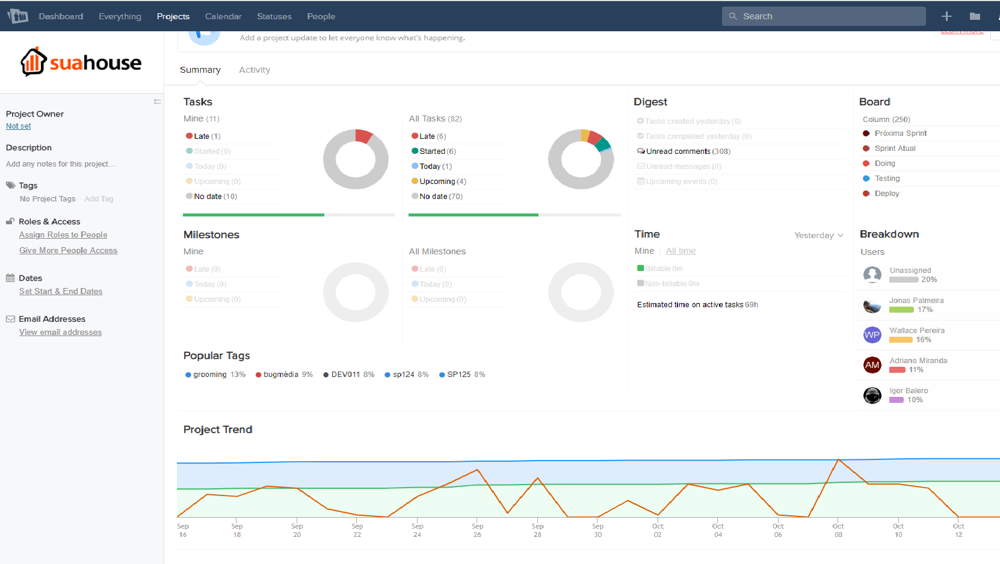 Dashboard Everything Projects Calendar Statuses People Search
Add a project update to let everyone know what's happening.
Learn more
suahouse
Project Owner
Not set
Description
Add any notes for this project...
Tags
No Project Tags Add Tag
Roles & Access
Assign Roles to People
Give More People Access
Dates
Set Start & End Dates
Email Addresses
View email addresses
Summary Activity
Tasks
Mine (11)
Late (1)
Started (0)
Today (0)
Upcoming (0)
No date (10)
All Tasks (82)
Late (6)
Started (6)
Today (1)
Upcoming (4)
No date (70)
Digest
Tasks created yesterday (0)
Tasks completed yesterday (0)
Unread comments (308)
Unread messages (0)
Upcoming events (0)
Board
Column (250)
Próxima Sprint
Sprint Atual
Doing
Testing
Deploy
Milestones
Mine
Late (0)
Today (0)
Upcoming (0)
All Milestones
Late (0)
Today (0)
Upcoming (0)
Time Yesterday
Mine | All time
Billable 0m
Non-billable 0m
Estimated time on active tasks 69h
Breakdown
Users
Unassigned
20%
Jonas Palmeira
17%
WP
Wallace Pereira
16%
AM
Adriano Miranda
11%
Igor Balero
10%
Popular Tags
grooming 13% bugmédia 9% DEV011 8% sp124 8% SP125 8%
Project Trend
Sep Sep Sep Sep Sep Sep Sep Sep Oct Oct Oct Oct Oct Oct
16 18 20 22 24 26 28 30 02 04 06 08 10 12